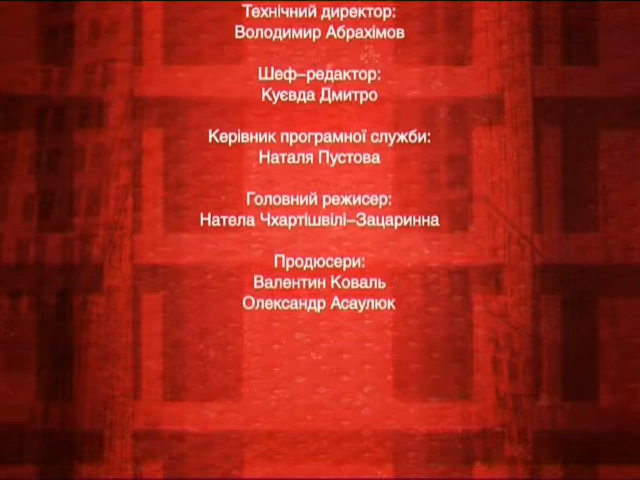 Технічний директор:
Володимир Абрахімов
Шеф–редактор:
Куєвда Дмитро
Керівник програмної служби:
Наталя Пустова
Головний режисер:
Натела Чхартішвілі–Зацаринна
Продюсери:
Валентин Коваль
Олександр Асаулюк